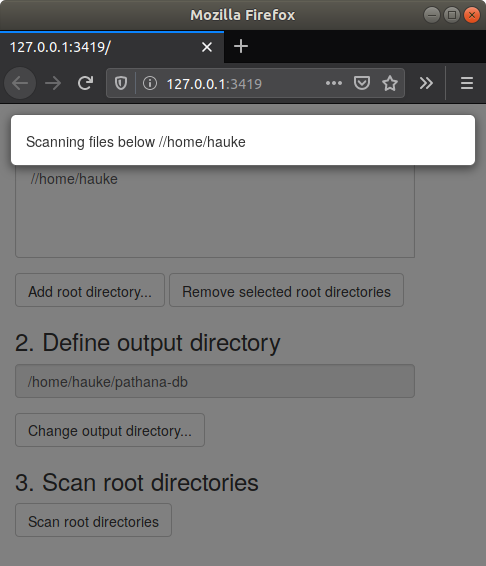 Mozilla Firefox
127.0.0.1:3419/
127.0.0.1:3419
Scanning files below //home/hauke
//home/hauke
Add root directory... Remove selected root directories
2. Define output directory
/home/hauke/pathana-db
Change output directory...
3. Scan root directories
Scan root directories